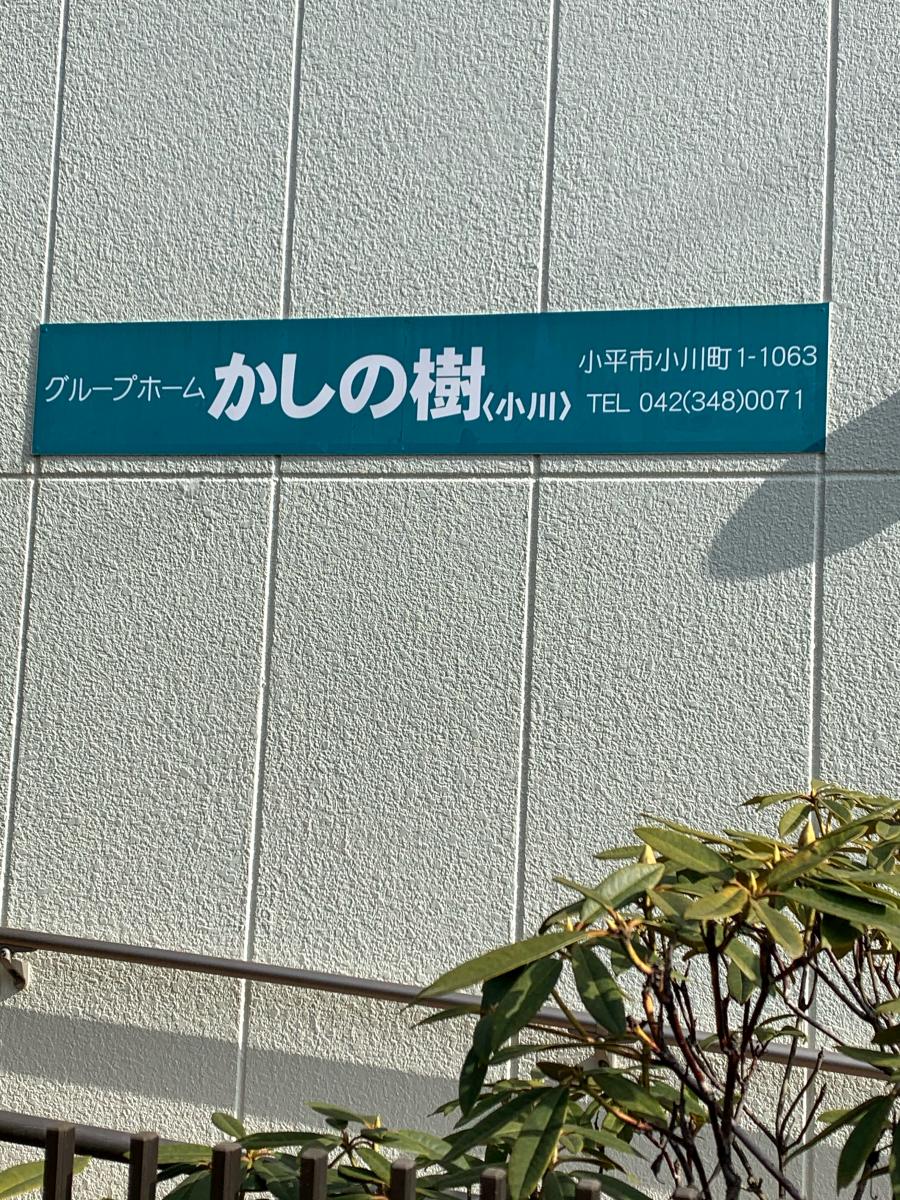 グループホーム かしの樹〈小川〉
小平市小川町1-1063
TEL 042(348)0071